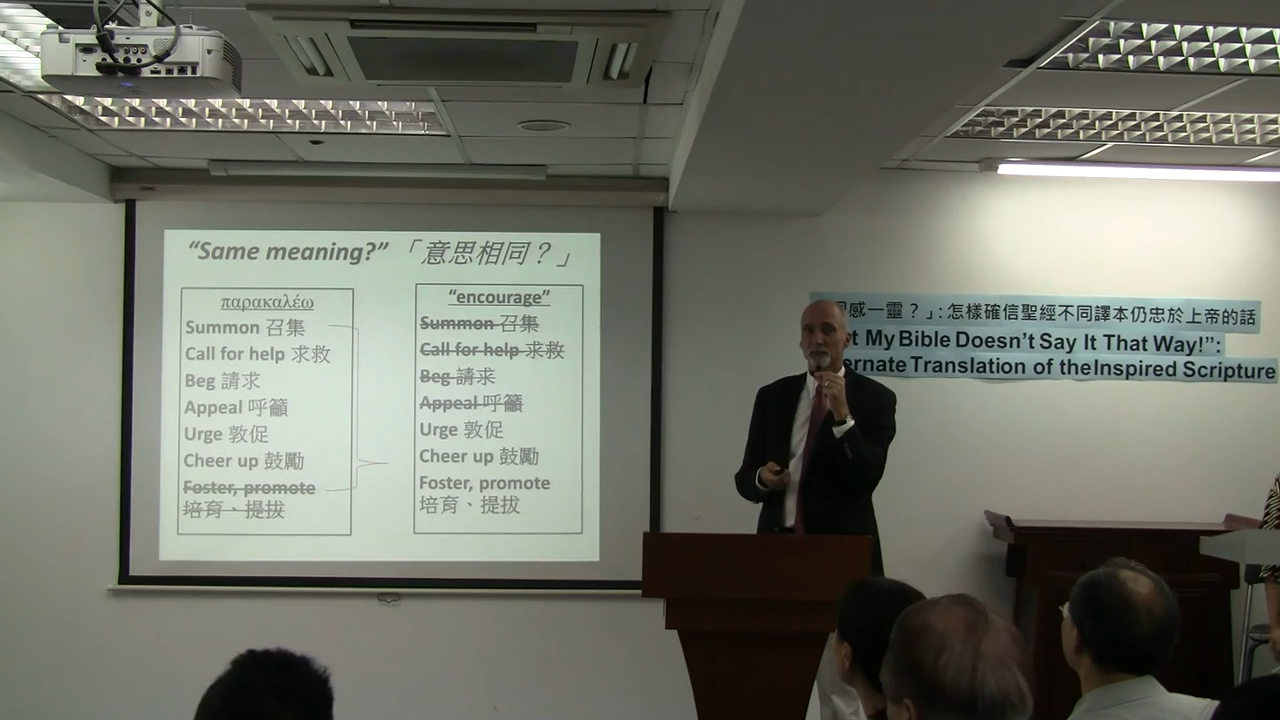 “Same meaning?” 「意思相同？」
παρακαλέω
Summon 召集
Call for help 求救
Beg 請求
Appeal 呼籲
Urge 敦促
Cheer up 鼓勵
Foster, promote
培育、提拔
“encourage”
Summon 召集
Call for help 求救
Beg 請求
Appeal 呼籲
Urge 敦促
Cheer up 鼓勵
Foster, promote
培育、提拔
感一靈？」: 怎樣確信聖經不同譯本仍忠於上帝的話
My Bible Doesn’t Say It That Way!”:
Translation of the Inspired Scripture